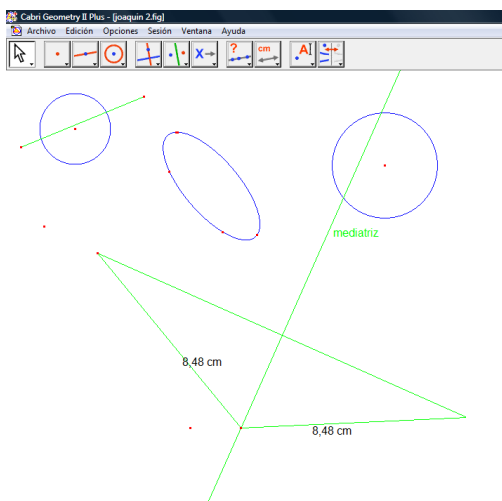 Cabri Geometry II Plus - [joaquin 2.fig]
Archivo Edición Opciones Sesión Ventana Ayuda
? cm A
X
mediatriz
8,48 cm
8,48 cm